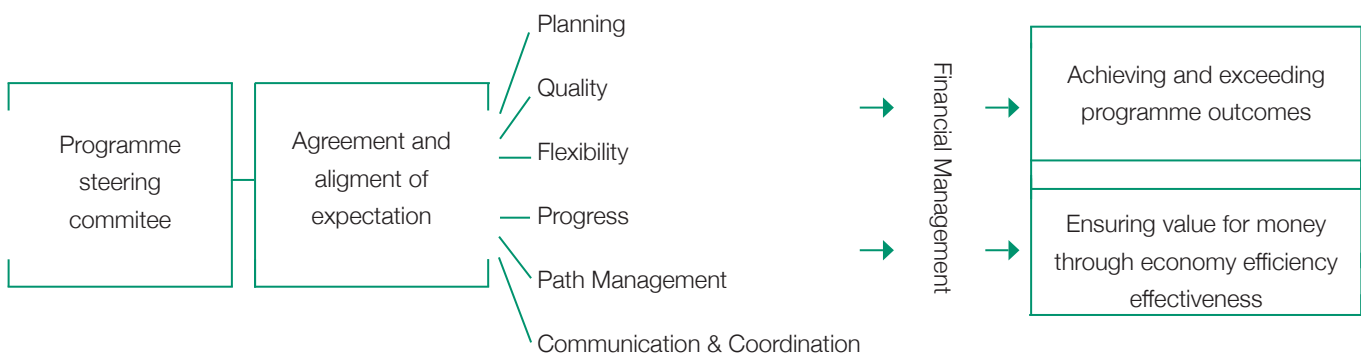 Programme
steering
commitee
Agreement and
aligment of
expectation
Planning
Quality
Flexibility
Progress
Path Management
Communication & Coordination
Financial Management
Achieving and exceeding
programme outcomes
Ensuring value for money
through economy efficiency
effectiveness